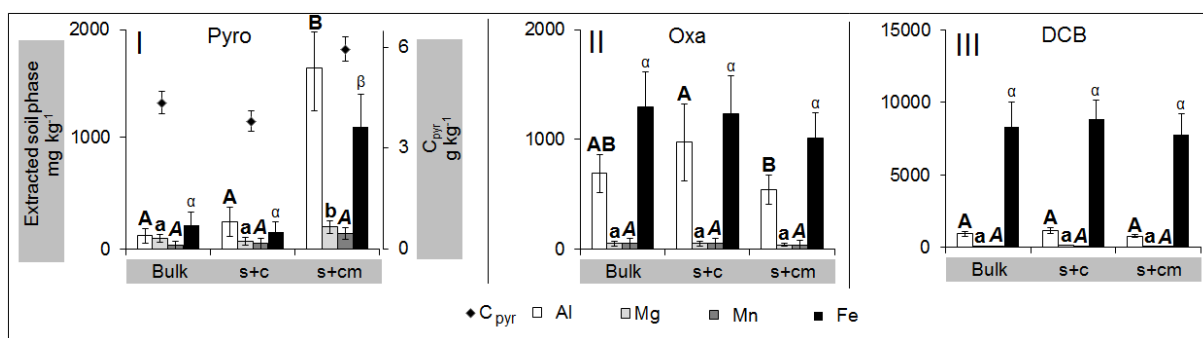 Extracted soil phase
mg kg-1
I
Pyro
2000
1000
0
A a A α
A a A α
B b A β
6
3
0
Cpyr
g kg-1
Bulk s+c s+cm
II
Oxa
2000
1000
0
AB a A α
A a A α
B a A α
Bulk s+c s+cm
III
DCB
15000
10000
5000
0
A a A α
A a A α
A a A α
Bulk s+c s+cm
Cpyr Al Mg Mn Fe